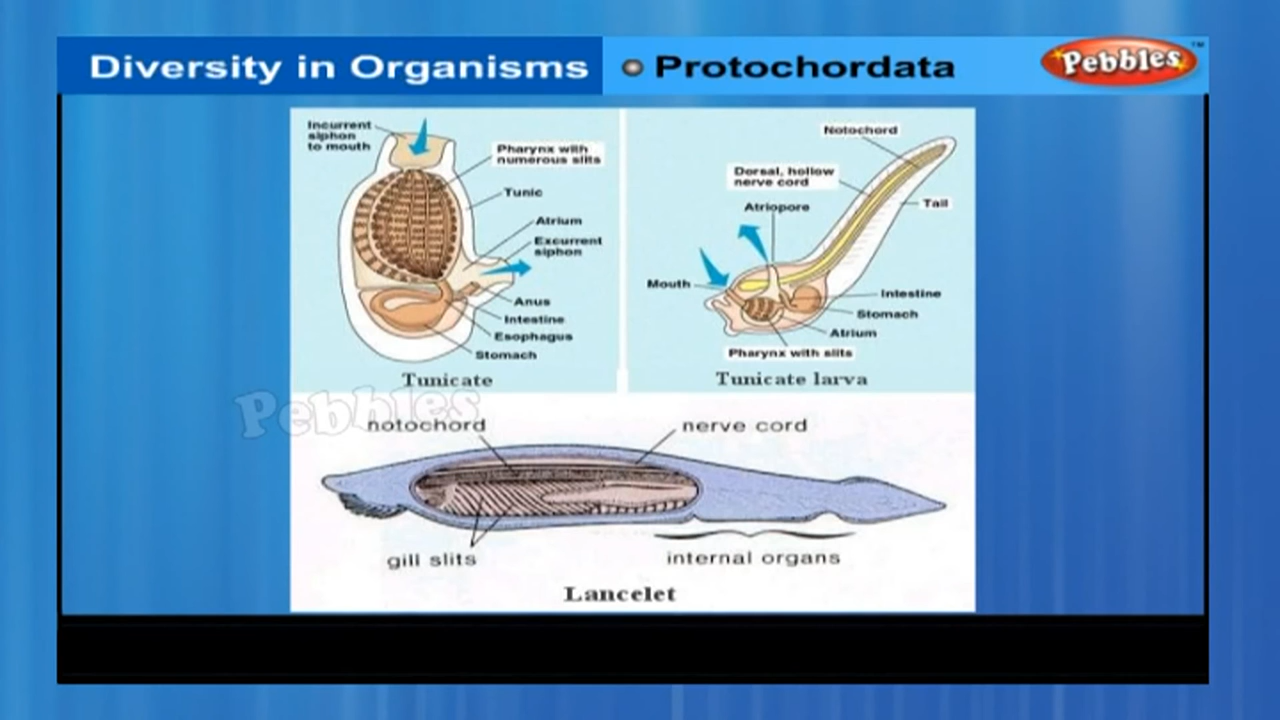 Diversity in Organisms
Protochordata
Pebbles
TM
Incurrent
siphon
to mouth
Pharynx with
numerous slits
Tunic
Atrium
Excurrent
siphon
Anus
Intestine
Esophagus
Stomach
Tunicate
Notochord
Dorsal, hollow
nerve cord
Atriopore
Tail
Mouth
Intestine
Stomach
Atrium
Pharynx with slits
Tunicate larva
Pebbles
notochord
nerve cord
gill slits
internal organs
Lancelet